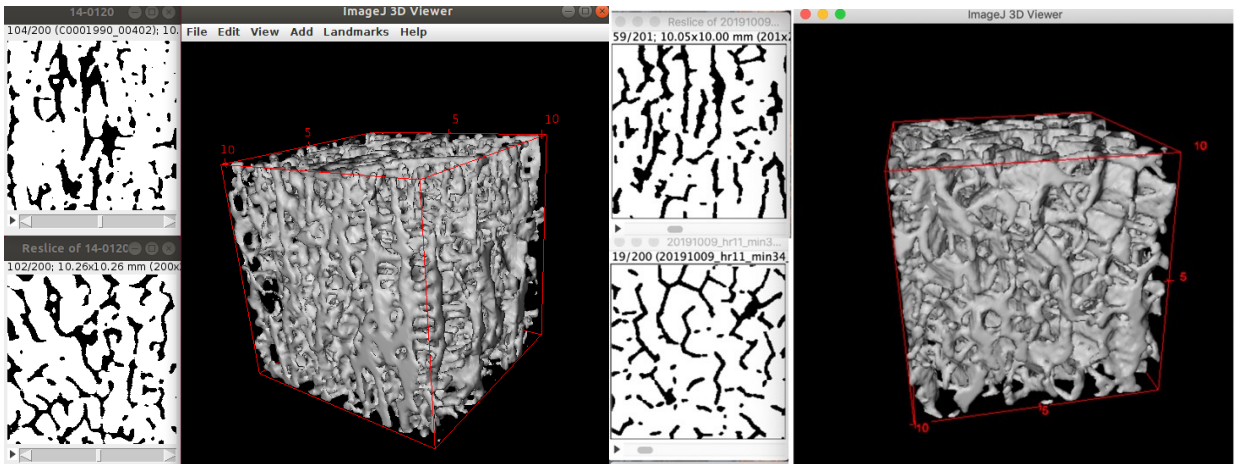 14-0120
104/200 (C0001990_00402); 10.
Reslice of 14-0120
102/200; 10.26x10.26 mm (200x
ImageJ 3D Viewer
File Edit View Add Landmarks Help
5
5
10
10
Reslice of 20191009...
59/201; 10.05x10.00 mm (201x2
20191009_hr11_min3...
19/200 (20191009_hr11_min34_
ImageJ 3D Viewer
10
5
5
10